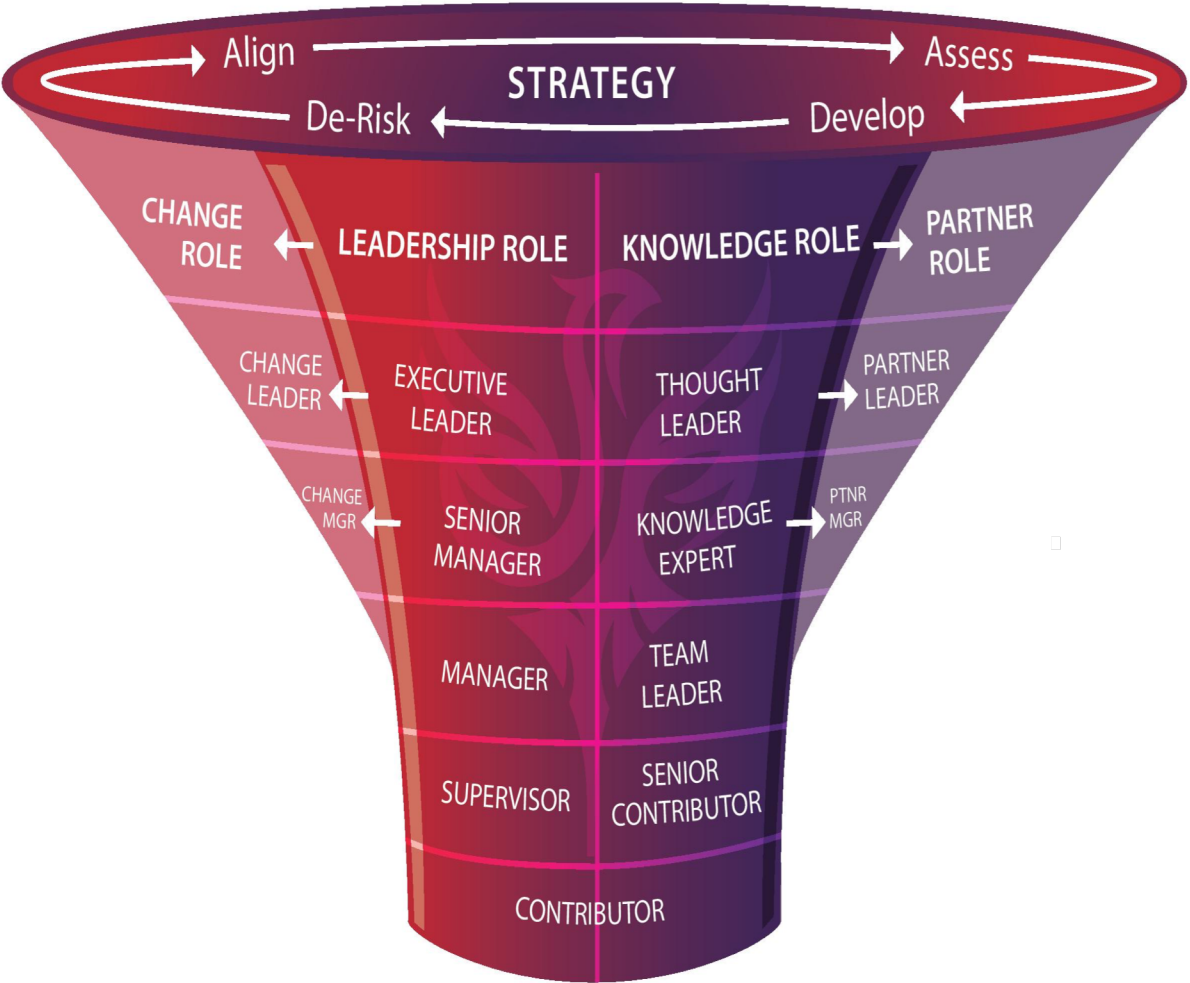 Align
Assess
STRATEGY
De-Risk
Develop
CHANGE
ROLE
LEADERSHIP ROLE
KNOWLEDGE ROLE
PARTNER
ROLE
CHANGE
LEADER
EXECUTIVE
LEADER
THOUGHT
LEADER
PARTNER
LEADER
CHANGE
MGR
SENIOR
MANAGER
KNOWLEDGE
EXPERT
PTNR
MGR
MANAGER
TEAM
LEADER
SUPERVISOR
SENIOR
CONTRIBUTOR
CONTRIBUTOR